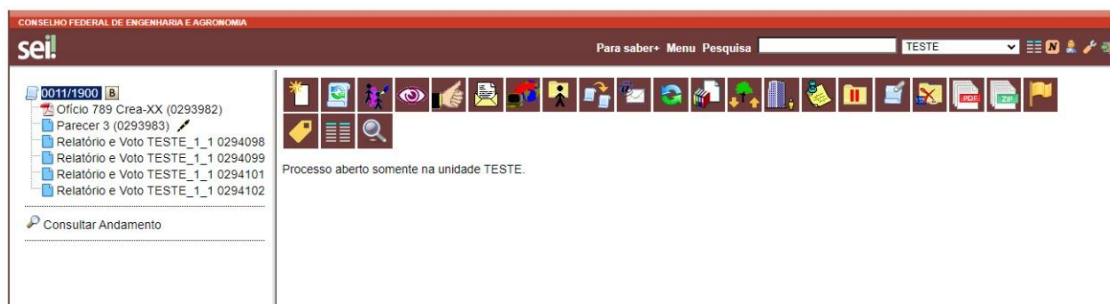 CONSELHO FEDERAL DE ENGENHARIA E AGRONOMIA
sei!
Para saber+ Menu Pesquisa
TESTE
N
0011/1900 B
Ofício 789 Crea-XX (0293982)
Parecer 3 (0293983)
Relatório e Voto TESTE_1_1 0294098
Relatório e Voto TESTE_1_1 0294099
Relatório e Voto TESTE_1_1 0294101
Relatório e Voto TESTE_1_1 0294102
Consultar Andamento
PDF
ZIP
Processo aberto somente na unidade TESTE.